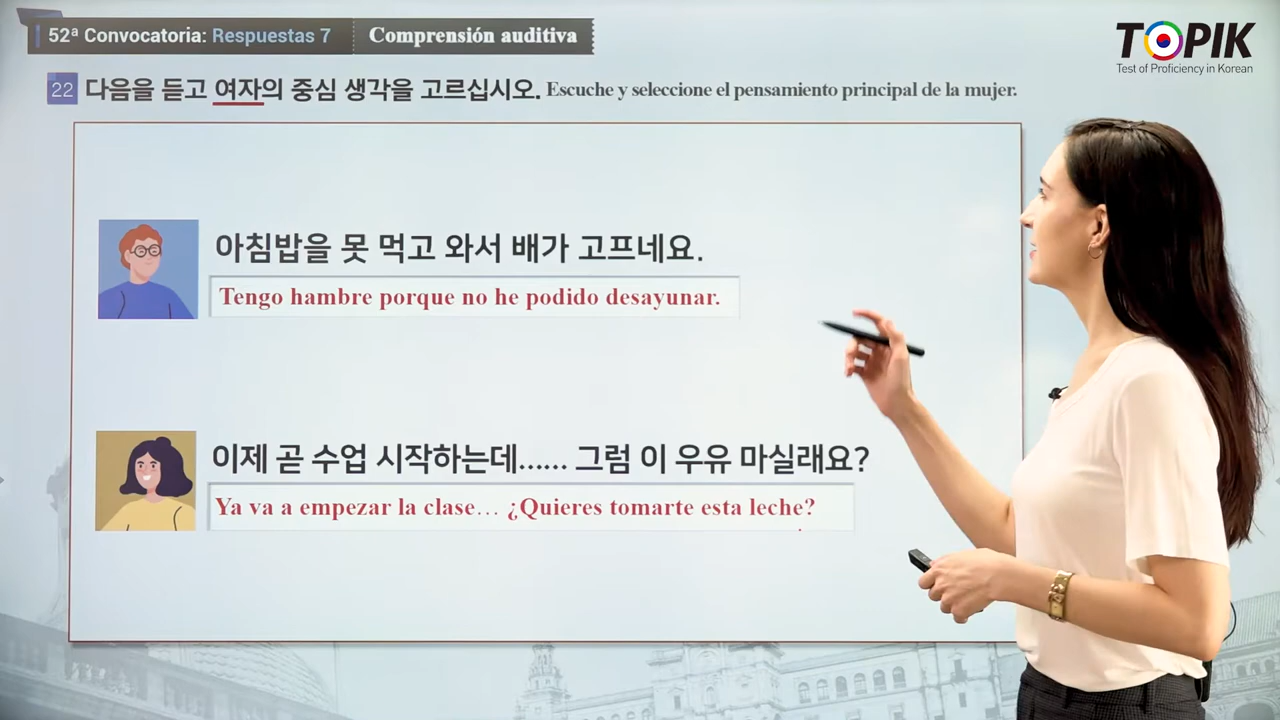 52ª Convocatoria: Respuestas 7 Comprensión auditiva
TOPIK
Test of Proficiency in Korean
22 다음을 듣고 여자의 중심 생각을 고르십시오. Escuche y seleccione el pensamiento principal de la mujer.
아침밥을 못 먹고 와서 배가 고프네요.
Tengo hambre porque no he podido desayunar.
이제 곧 수업 시작하는데...... 그럼 이 우유 마실래요?
Ya va a empezar la clase... ¿Quieres tomarte esta leche?